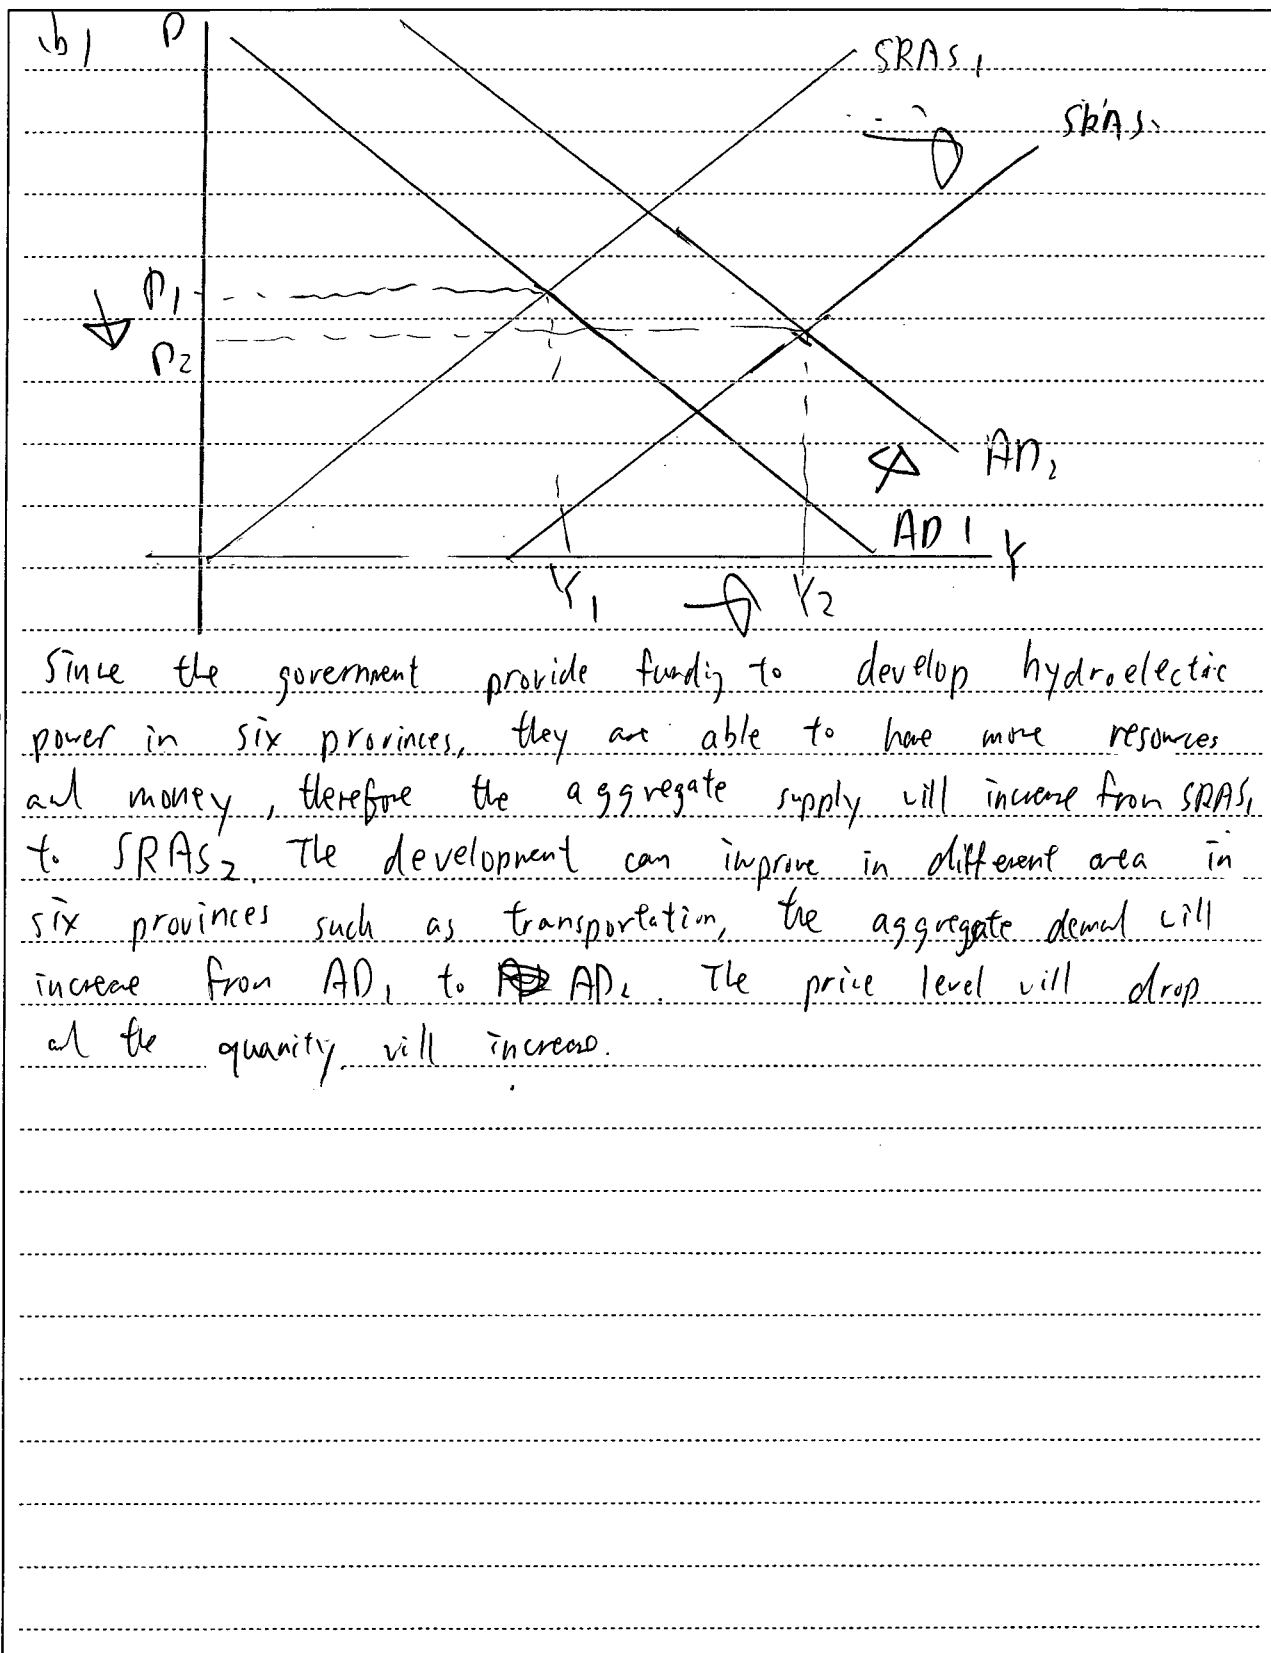 (b) P
SRAS1
SRAS2
P1
P2
AD2
AD1 Y
Y1 Y2
Since the government provide funding to develop hydroelectric
power in six provinces, they are able to have more resources
and money, therefore the aggregate supply will increase from SRAS1
to SRAS2. The development can improve in different area in
six provinces such as transportation, the aggregate demand will
increase from AD1 to AD2. The price level will drop
and the quanity will increase.